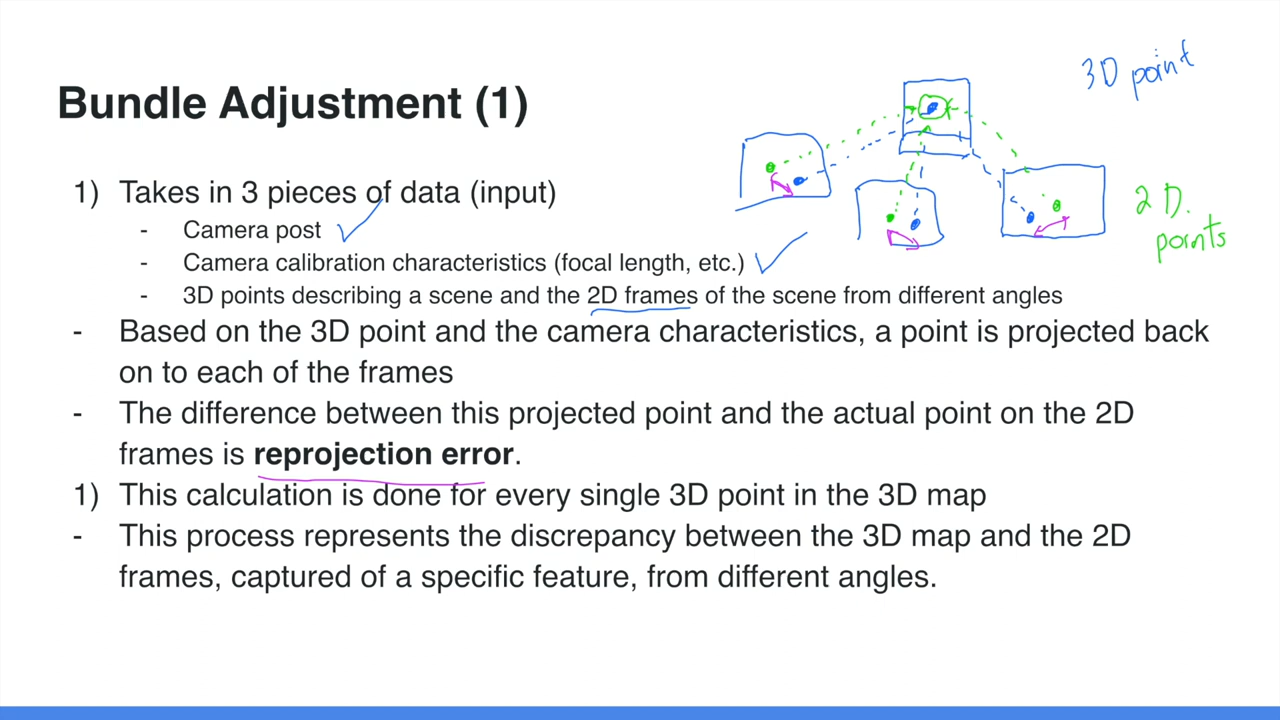 Bundle Adjustment (1)
3D point
1) Takes in 3 pieces of data (input)
- Camera post
2D.
points
- Camera calibration characteristics (focal length, etc.)
- 3D points describing a scene and the 2D frames of the scene from different angles
- Based on the 3D point and the camera characteristics, a point is projected back
on to each of the frames
- The difference between this projected point and the actual point on the 2D
frames is reprojection error.
1) This calculation is done for every single 3D point in the 3D map
- This process represents the discrepancy between the 3D map and the 2D
frames, captured of a specific feature, from different angles.